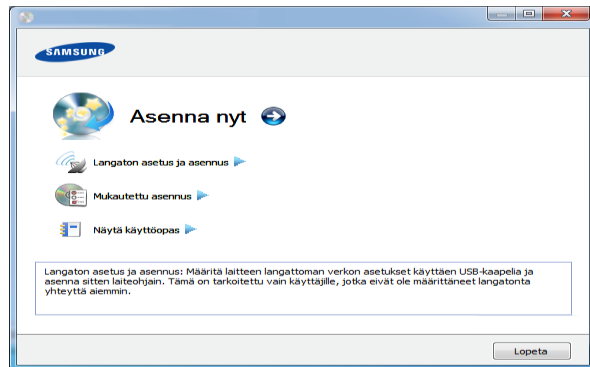 SAMSUNG
Asenna nyt
Langaton asetus ja asennus
Mukautettu asennus
Näytä käyttöopas
Langaton asetus ja asennus: Määritä laitteen langattoman verkon asetukset käyttäen USB-kaapelia ja
asenna sitten laiteohjain. Tämä on tarkoitettu vain käyttäjille, jotka eivät ole määrittäneet langatonta
yhteyttä aiemmin.
Lopeta